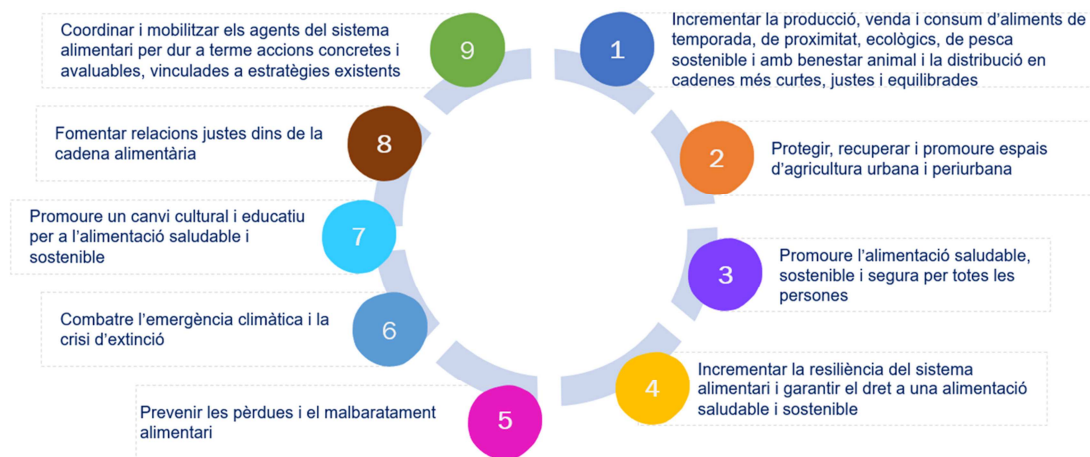 1
Incrementar la producció, venda i consum d’aliments de
temporada, de proximitat, ecològics, de pesca
sostenible i amb benestar animal i la distribució en
cadenes més curtes, justes i equilibrades
2
Protegir, recuperar i promoure espais
d’agricultura urbana i periurbana
3
Promoure l’alimentació saludable,
sostenible i segura per totes les
persones
4
Incrementar la resiliència del sistema
alimentari i garantir el dret a una alimentació
saludable i sostenible
5
Prevenir les pèrdues i el malbaratament
alimentari
6
Combatre l’emergència climàtica i la
crisi d’extinció
7
Promoure un canvi cultural i educatiu
per a l’alimentació saludable i
sostenible
8
Fomentar relacions justes dins de la
cadena alimentària
9
Coordinar i mobilitzar els agents del sistema
alimentari per dur a terme accions concretes i
avaluables, vinculades a estratègies existents